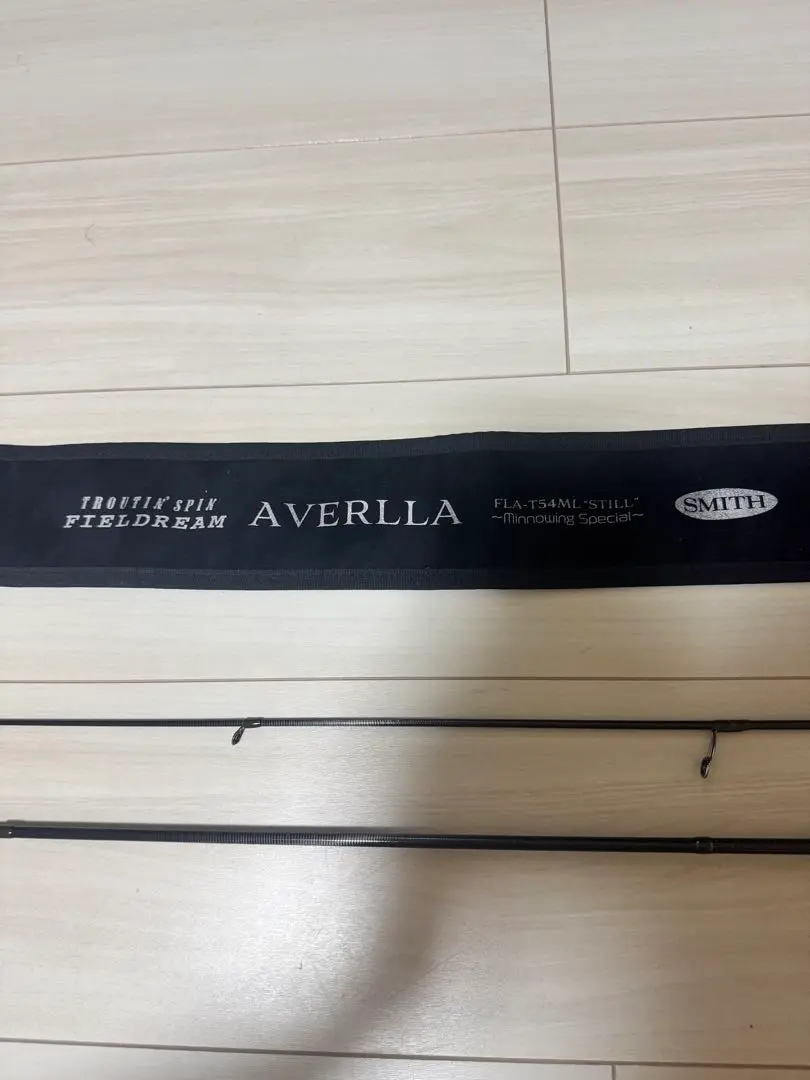 TROUTIN' SPIN
FIELDREAM
AVERLLA
FLA-T54ML "STILL"
~Minnowing Special~
SMITH